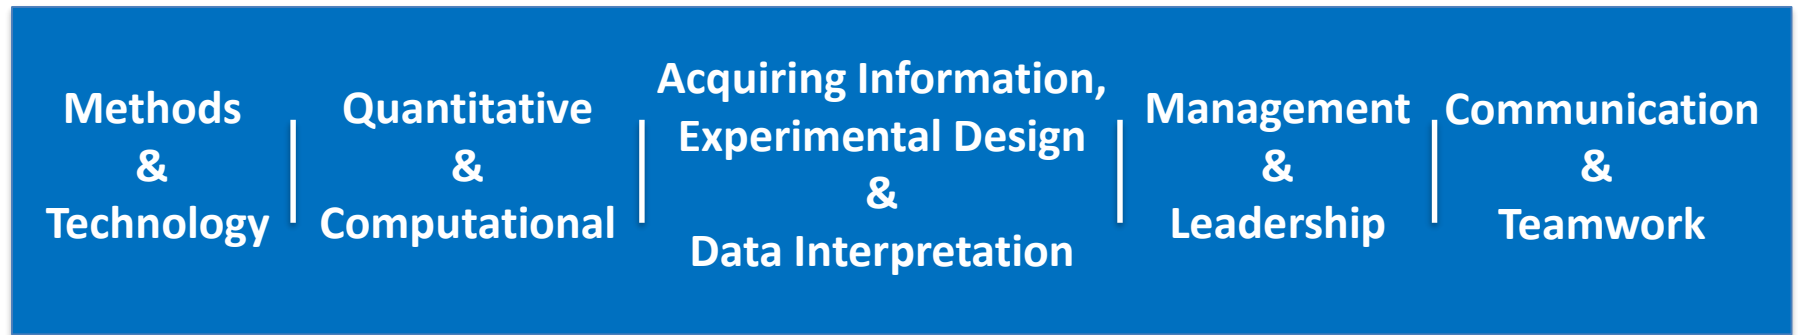 Methods
&
Technology
Quantitative
&
Computational
Acquiring Information,
Experimental Design
&
Data Interpretation
Management
&
Leadership
Communication
&
Teamwork